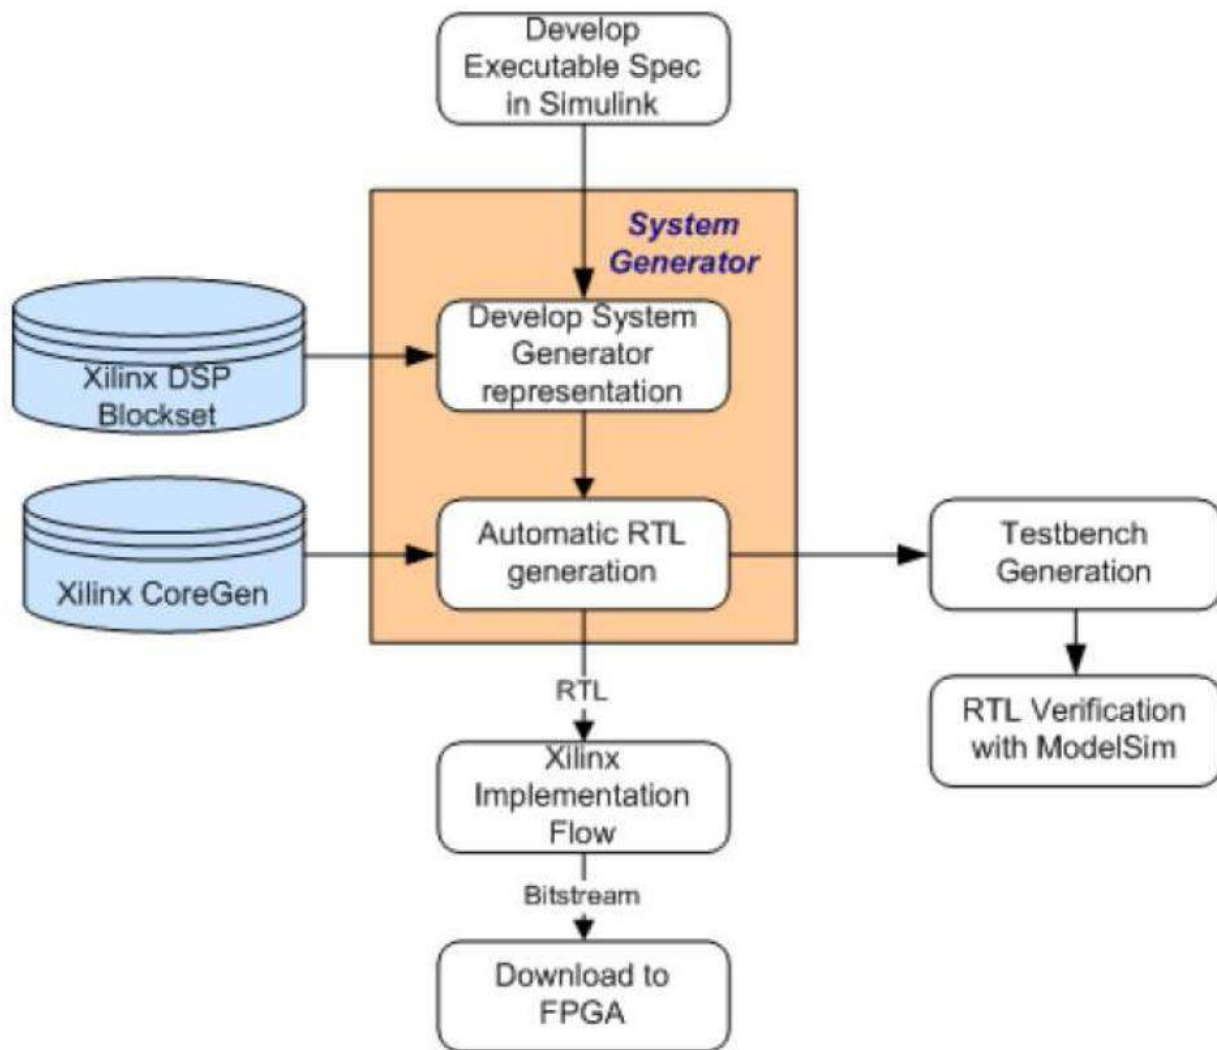 Develop
Executable Spec
in Simulink
System
Generator
Develop System
Generator
representation
Xilinx DSP
Blockset
Automatic RTL
generation
Xilinx CoreGen
Testbench
Generation
RTL
RTL Verification
with ModelSim
Xilinx
Implementation
Flow
Bitstream
Download to
FPGA